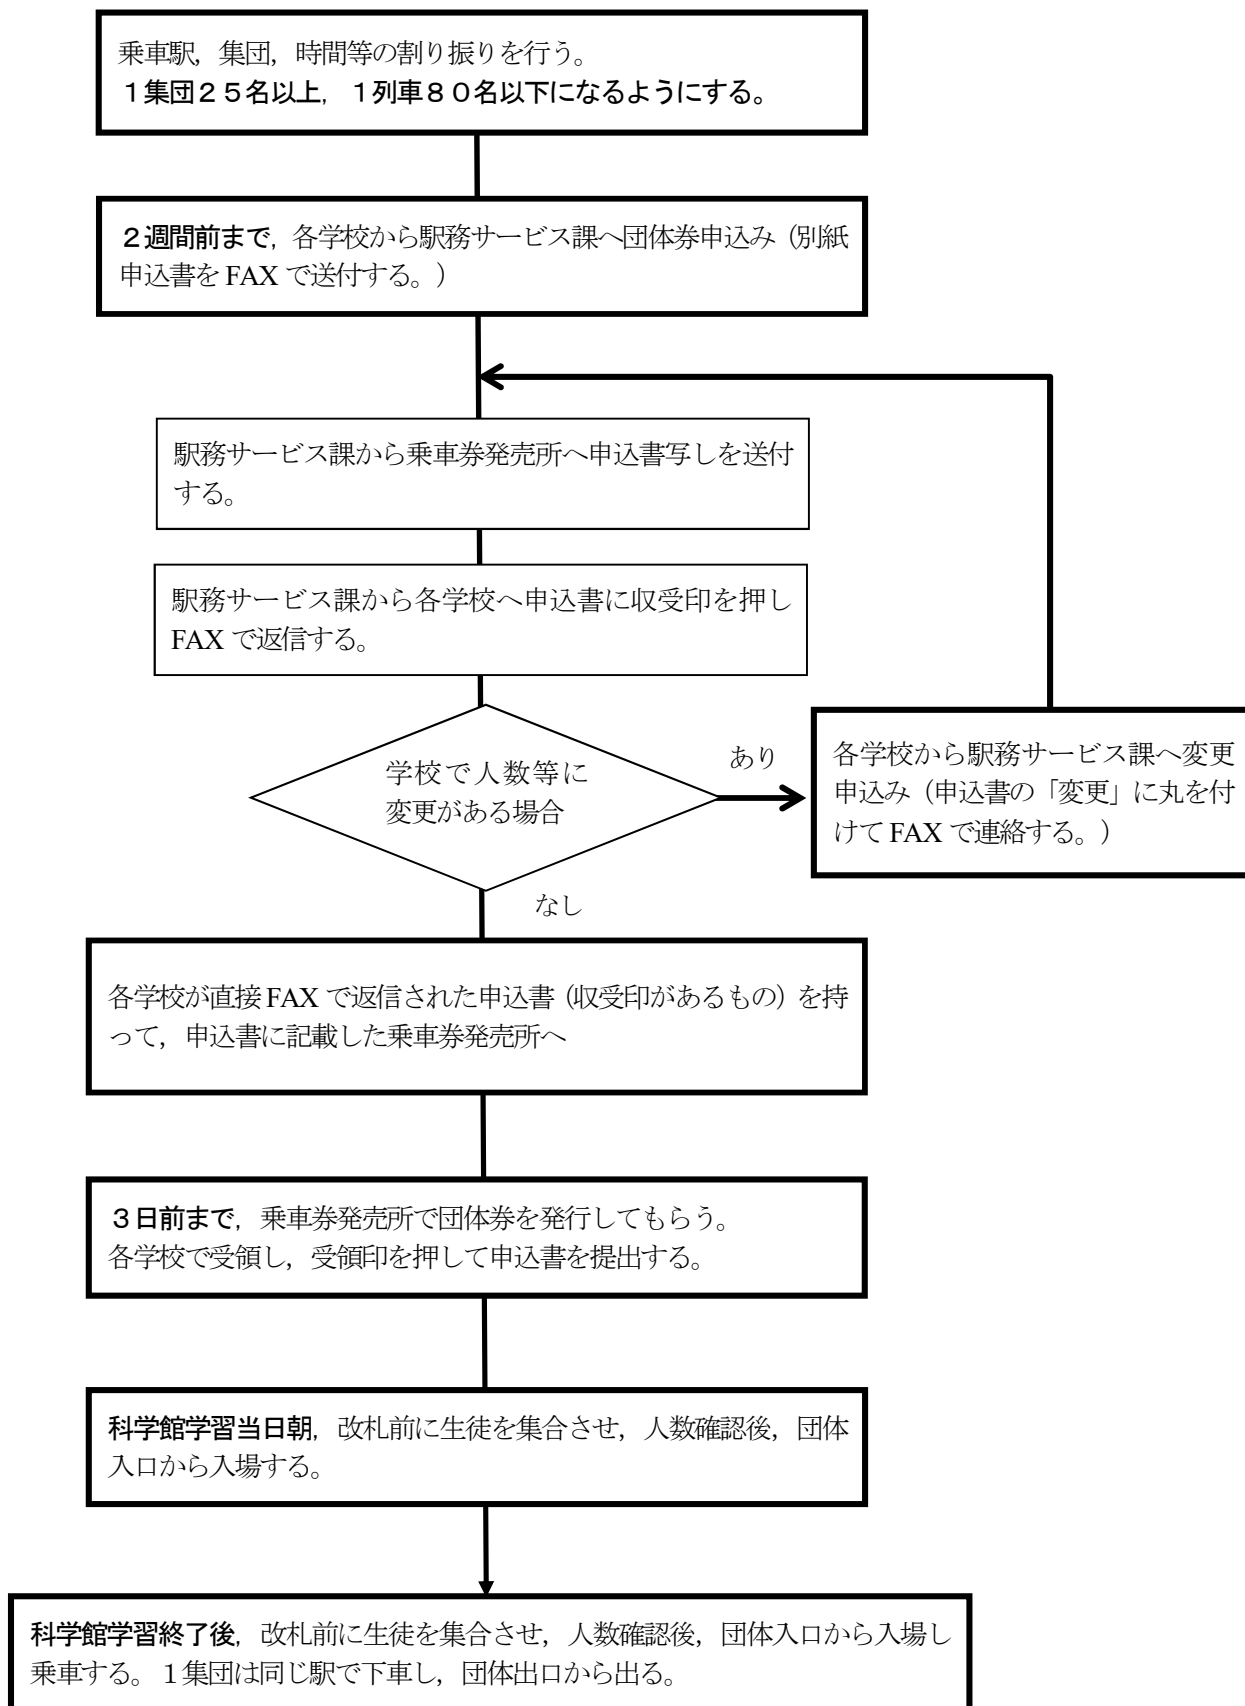 乗車駅，集団，時間等の割り振りを行う。
１集団２５名以上，１列車８０名以下になるようにする。
２週間前まで，各学校から駅務サービス課へ団体券申込み（別紙
申込書を FAX で送付する。）
駅務サービス課から乗車券発売所へ申込書写しを送付
する。
駅務サービス課から各学校へ申込書に収受印を押し
FAX で返信する。
学校で人数等に
変更がある場合
あり
各学校から駅務サービス課へ変更
申込み（申込書の「変更」に丸を付
けて FAX で連絡する。）
なし
各学校が直接 FAX で返信された申込書（収受印があるもの）を持
って，申込書に記載した乗車券発売所へ
３日前まで，乗車券発売所で団体券を発行してもらう。
各学校で受領し，受領印を押して申込書を提出する。
科学館学習当日朝，改札前に生徒を集合させ，人数確認後，団体
入口から入場する。
科学館学習終了後，改札前に生徒を集合させ，人数確認後，団体入口から入場し
乗車する。１集団は同じ駅で下車し，団体出口から出る。